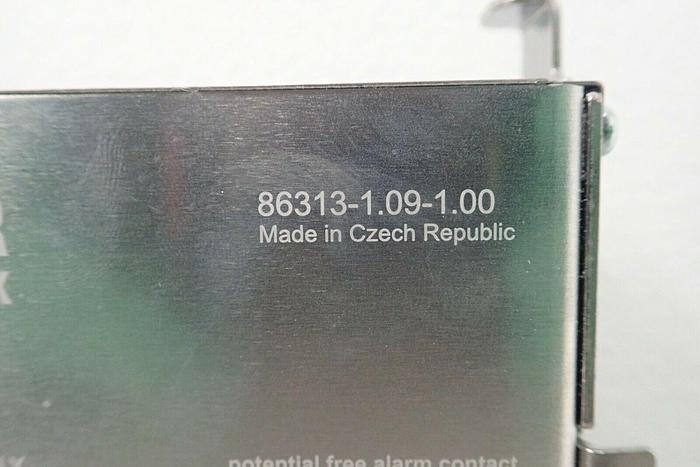 86313-1.09-1.00
Made in Czech Republic
potential free alarm contact